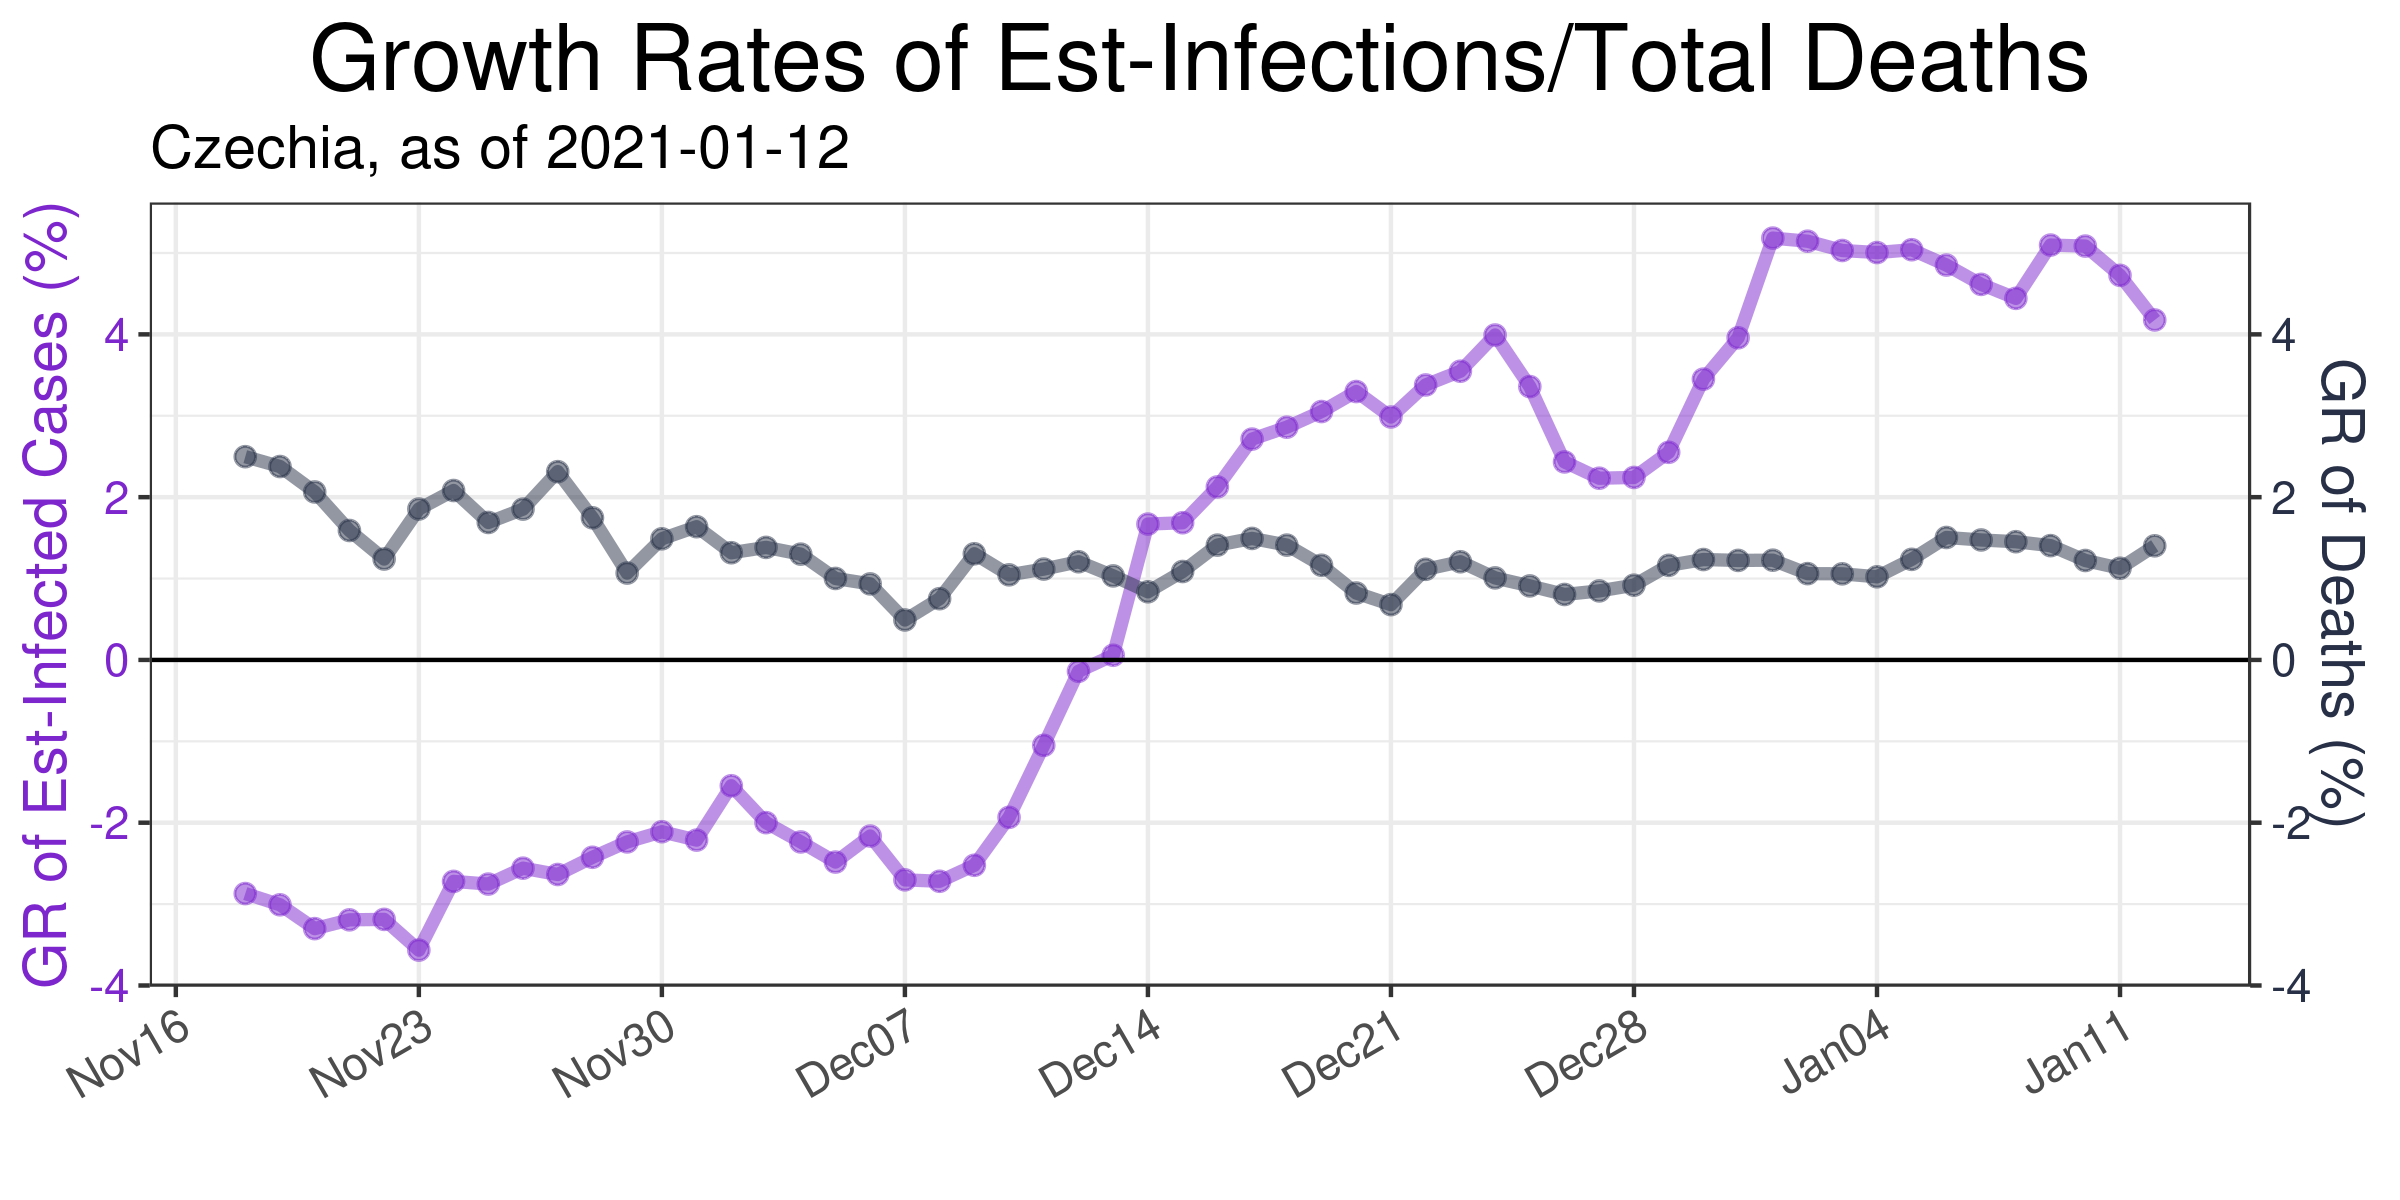 Growth Rates of Est-Infections/Total Deaths
Czechia, as of 2021-01-12
GR of Est-Infected Cases (%)
4
2
0
-2
-4
4
2
0
-2
-4
GR of Deaths (%)
Nov16
Nov23
Nov30
Dec07
Dec14
Dec21
Dec28
Jan04
Jan11